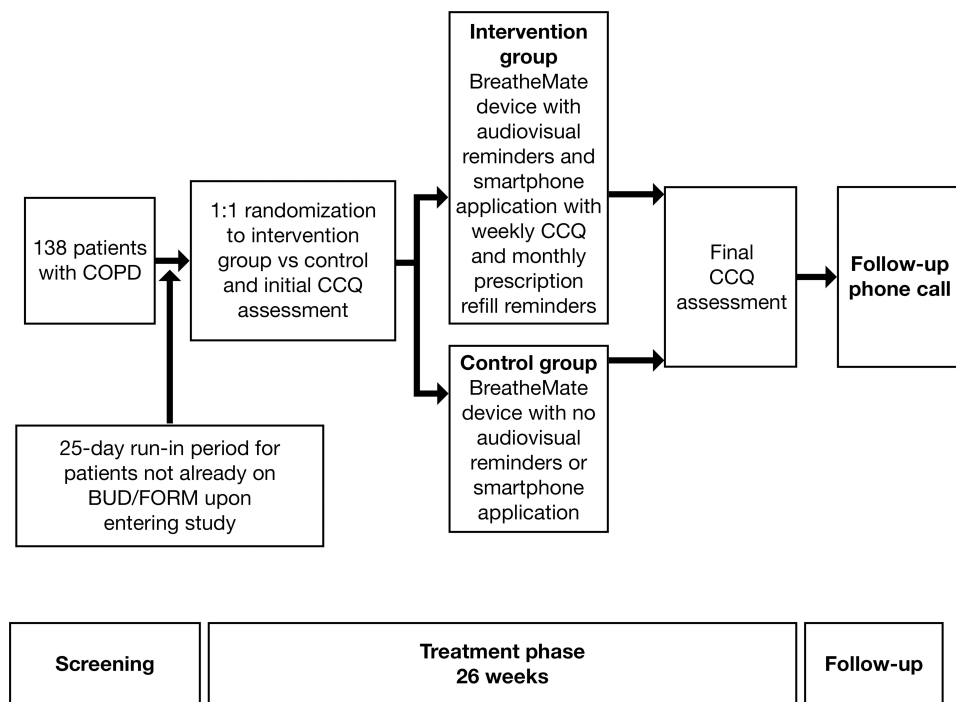 138 patients
with COPD
25-day run-in period for
patients not already on
BUD/FORM upon
entering study
1:1 randomization
to intervention
group vs control
and initial CCQ
assessment
Intervention
group
BreatheMate
device with
audiovisual
reminders and
smartphone
application with
weekly CCQ
and monthly
prescription
refill reminders
Control group
BreatheMate
device with no
audiovisual
reminders or
smartphone
application
Final
CCQ
assessment
Follow-up
phone call
Screening
Treatment phase
26 weeks
Follow-up